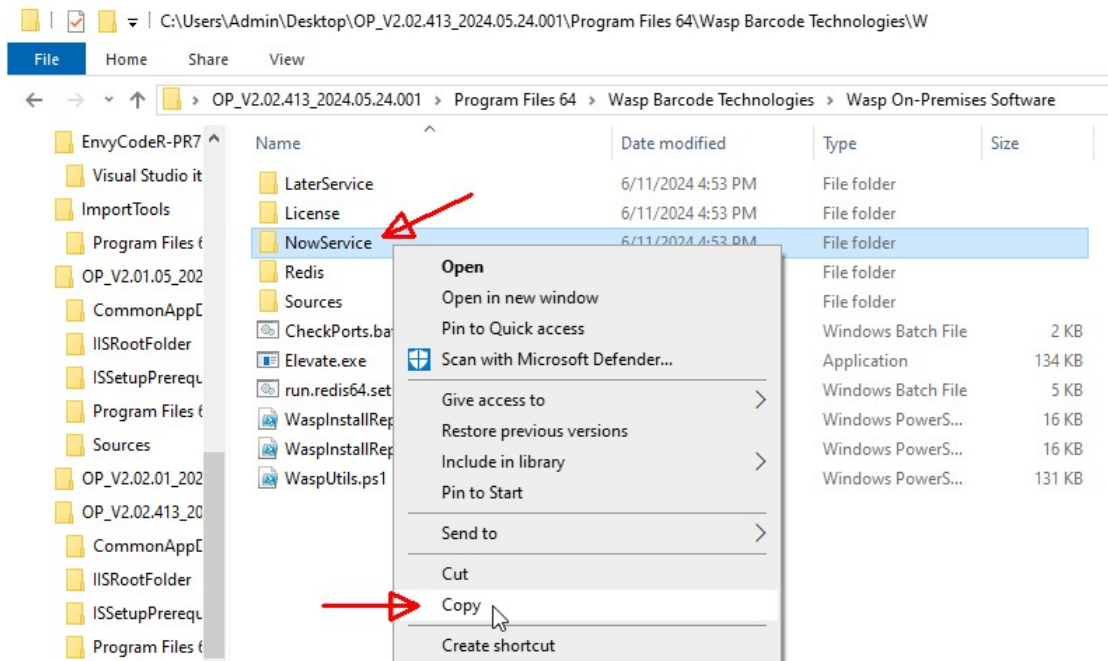 C:\Users\Admin\Desktop\OP_V2.02.413_2024.05.24.001\Program Files 64\Wasp Barcode Technologies\W
File Home Share View
OP_V2.02.413_2024.05.24.001 > Program Files 64 > Wasp Barcode Technologies > Wasp On-Premises Software
EnvyCodeR-PR7
Visual Studio it
ImportTools
Program Files 6
OP_V2.01.05_202
CommonAppD
IISRootFolder
ISSetupPrerequ
Program Files 6
Sources
OP_V2.02.01_202
OP_V2.02.413_20
CommonAppD
IISRootFolder
ISSetupPrerequ
Program Files 6
Name Date modified Type Size
LaterService 6/11/2024 4:53 PM File folder
License 6/11/2024 4:53 PM File folder
NowService 6/11/2024 4:53 PM File folder
Redis File folder
Sources File folder
CheckPorts.ba Windows Batch File 2 KB
Elevate.exe Application 134 KB
run.redis64.set Windows Batch File 5 KB
WaspInstallRep Windows PowerS... 16 KB
WaspInstallRep Windows PowerS... 16 KB
WaspUtils.ps1 Windows PowerS... 131 KB
Open
Open in new window
Pin to Quick access
Scan with Microsoft Defender...
Give access to
Restore previous versions
Include in library
Pin to Start
Send to
Cut
Copy
Create shortcut